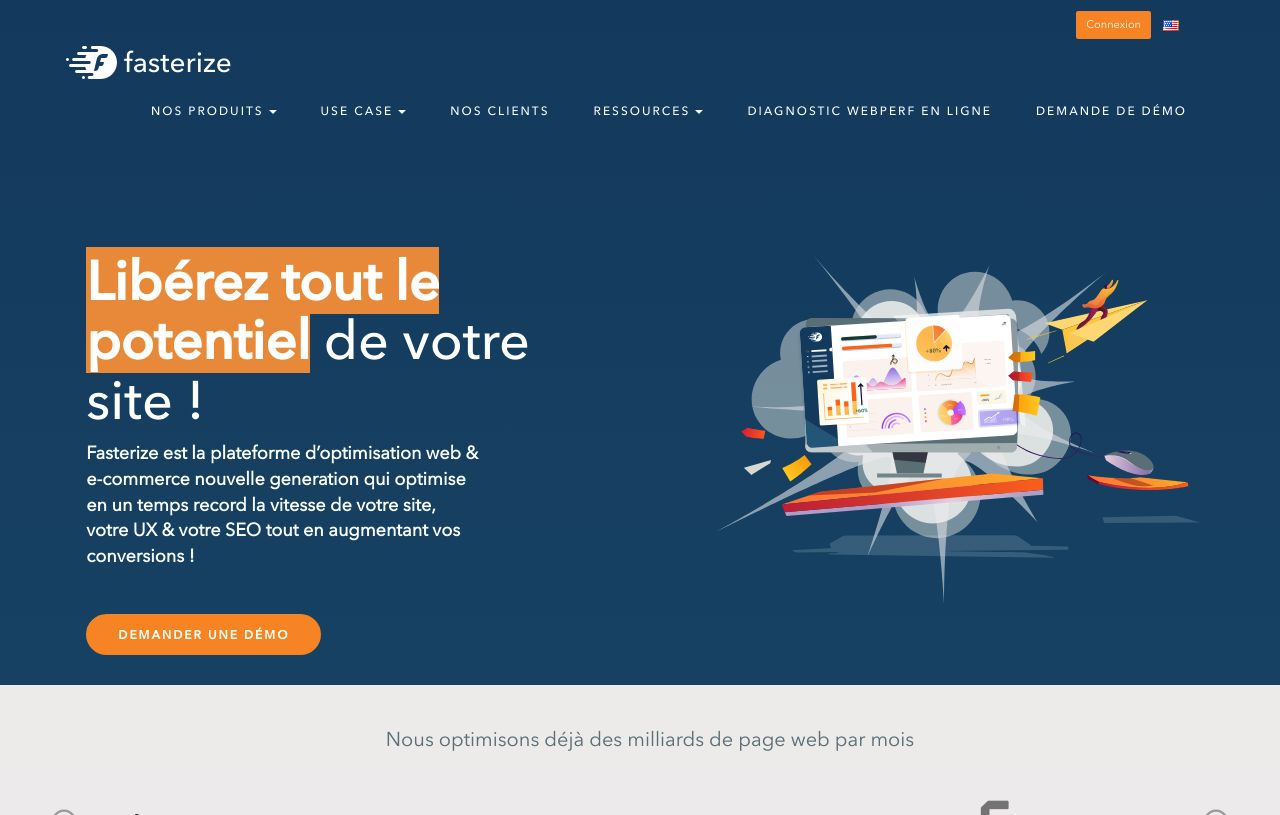 Connexion
fasterize
NOS PRODUITS
USE CASE
NOS CLIENTS
RESSOURCES
DIAGNOSTIC WEBPERF EN LIGNE
DEMANDE DE DÉMO
Libérez tout le
potentiel de votre
site !
Fasterize est la plateforme d’optimisation web &
e-commerce nouvelle generation qui optimise
en un temps record la vitesse de votre site,
votre UX & votre SEO tout en augmentant vos
conversions !
+80%
+60%
DEMANDER UNE DÉMO
Nous optimisons déjà des milliards de page web par mois